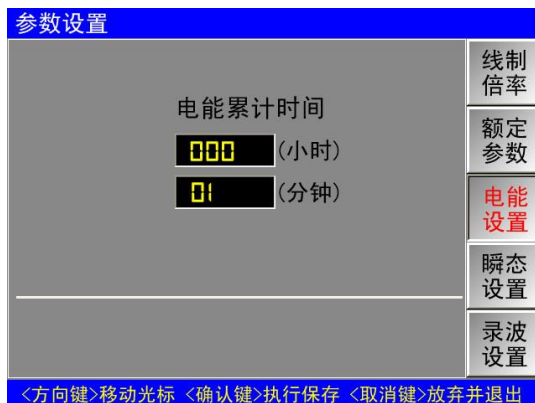 参数设置
电能累计时间
000 (小时)
01 (分钟)
线制
倍率
额定
参数
电能
设置
瞬态
设置
录波
设置
<方向键>移动光标 <确认键>执行保存 <取消键>放弃并退出